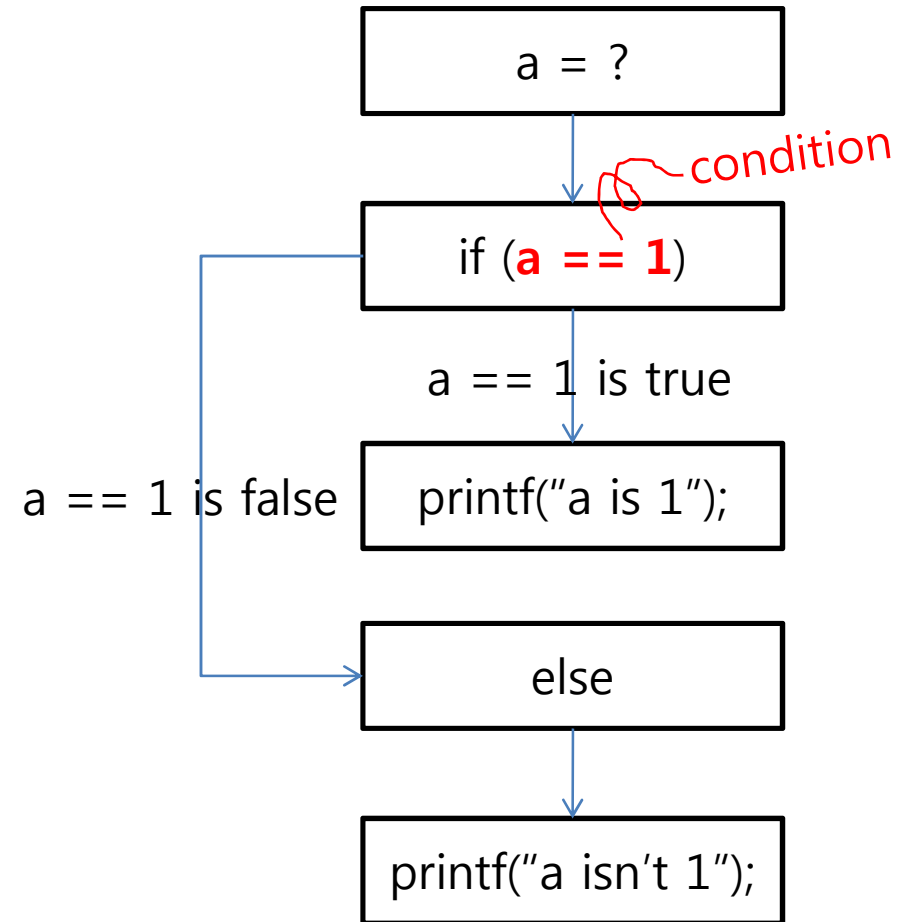 a = ?
condition
if (a == 1)
a == 1 is true
a == 1 is false
printf("a is 1”);
else
printf("a isn’t 1”);